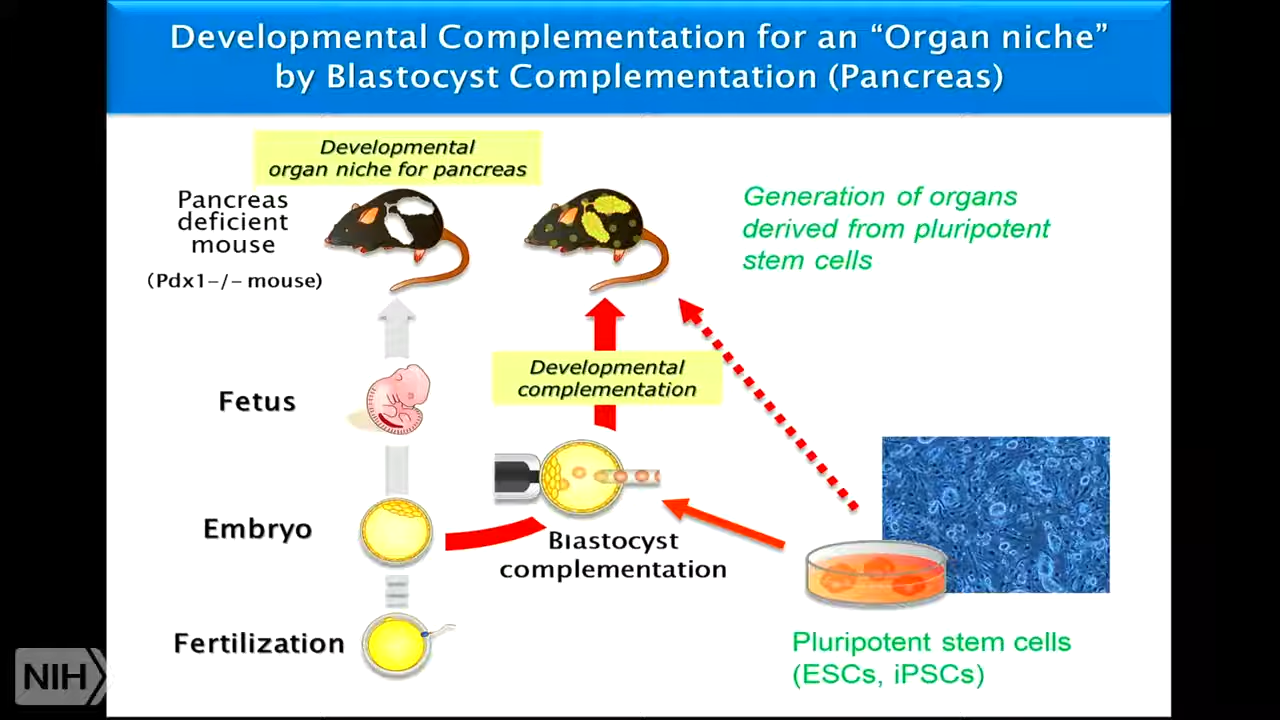 Developmental Complementation for an “Organ niche”
by Blastocyst Complementation (Pancreas)
Developmental
organ niche for pancreas
Pancreas
deficient
mouse
(Pdx1-/- mouse)
Generation of organs
derived from pluripotent
stem cells
Developmental
complementation
Fetus
Embryo
Blastocyst
complementation
Fertilization
Pluripotent stem cells
(ESCs, iPSCs)
NIH